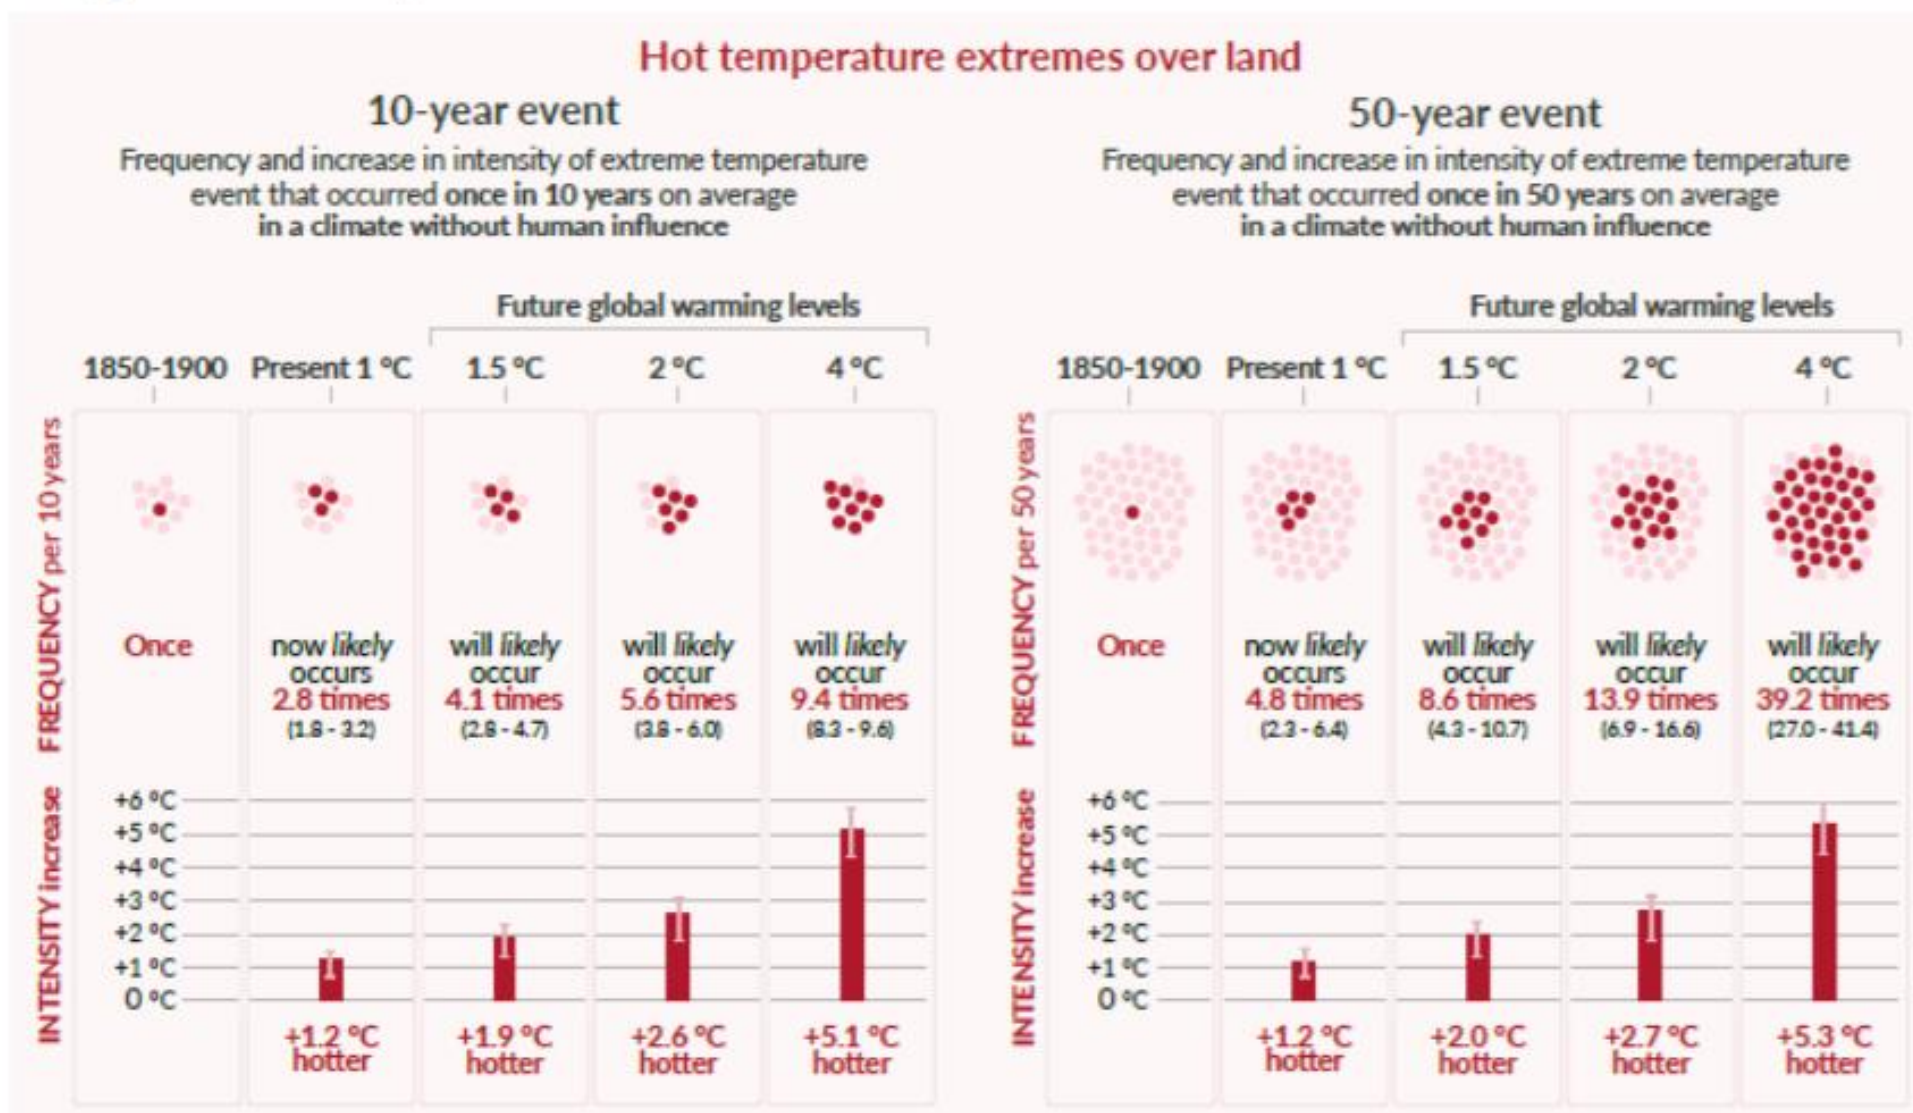 Hot temperature extremes over land
10-year event
Frequency and increase in intensity of extreme temperature
event that occurred once in 10 years on average
in a climate without human influence
Future global warming levels
1850-1900 Present 1 °C 1.5 °C 2 °C 4 °C
FREQUENCY per 10 years
Once
now likely
occurs
2.8 times
(1.8 - 3.2)
will likely
occur
4.1 times
(2.8 - 4.7)
will likely
occur
5.6 times
(3.8 - 6.0)
will likely
occur
9.4 times
(8.3 - 9.6)
INTENSITY increase
+6 °C
+5 °C
+4 °C
+3 °C
+2 °C
+1 °C
0 °C
+1.2 °C
hotter
+1.9 °C
hotter
+2.6 °C
hotter
+5.1 °C
hotter
50-year event
Frequency and increase in intensity of extreme temperature
event that occurred once in 50 years on average
in a climate without human influence
Future global warming levels
1850-1900 Present 1 °C 1.5 °C 2 °C 4 °C
FREQUENCY per 50 years
Once
now likely
occurs
4.8 times
(2.3 - 6.4)
will likely
occur
8.6 times
(4.3 - 10.7)
will likely
occur
13.9 times
(6.9 - 16.6)
will likely
occur
39.2 times
(27.0 - 41.4)
INTENSITY increase
+6 °C
+5 °C
+4 °C
+3 °C
+2 °C
+1 °C
0 °C
+1.2 °C
hotter
+2.0 °C
hotter
+2.7 °C
hotter
+5.3 °C
hotter